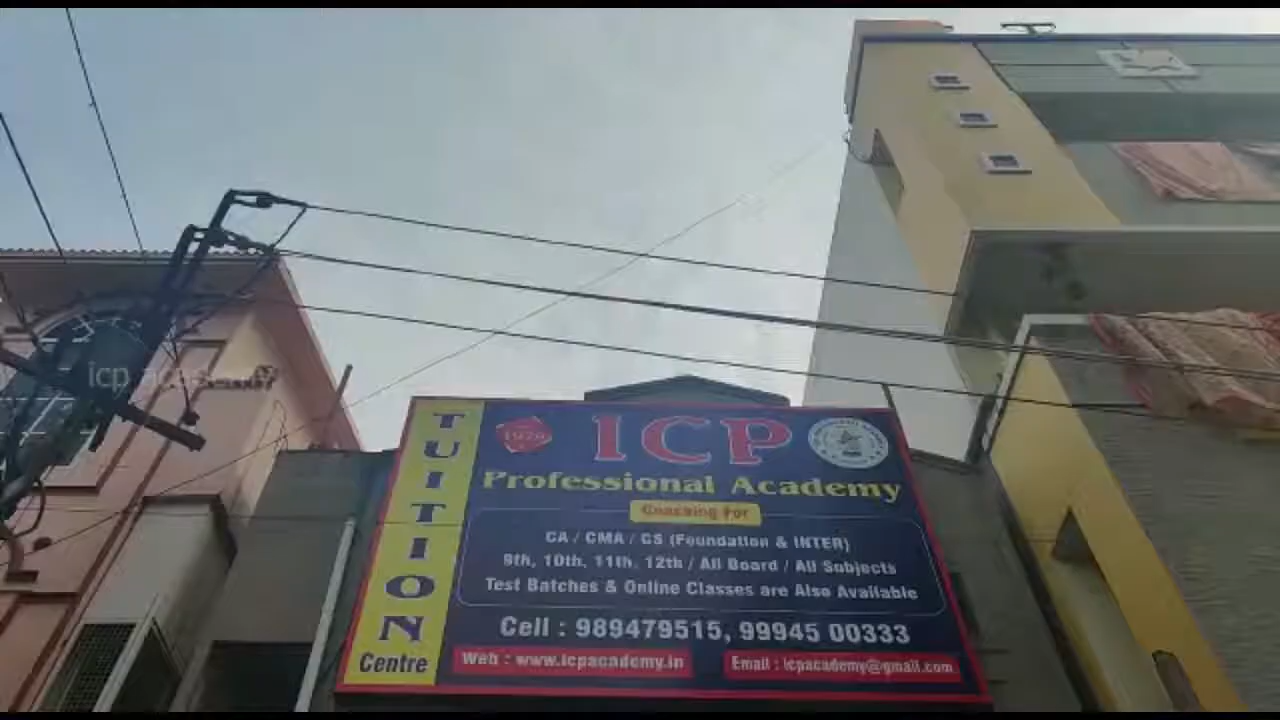 icp
TUITION
Centre
1978
ICP
Professional Academy
Coaching For
CA / CMA / CS (Foundation & INTER)
9th, 10th, 11th, 12th / All Board / All Subjects
Test Batches & Online Classes are Also Available
Cell : 989479515, 99945 00333
Web : www.icpacademy.in
Email : icpacademy@gmail.com